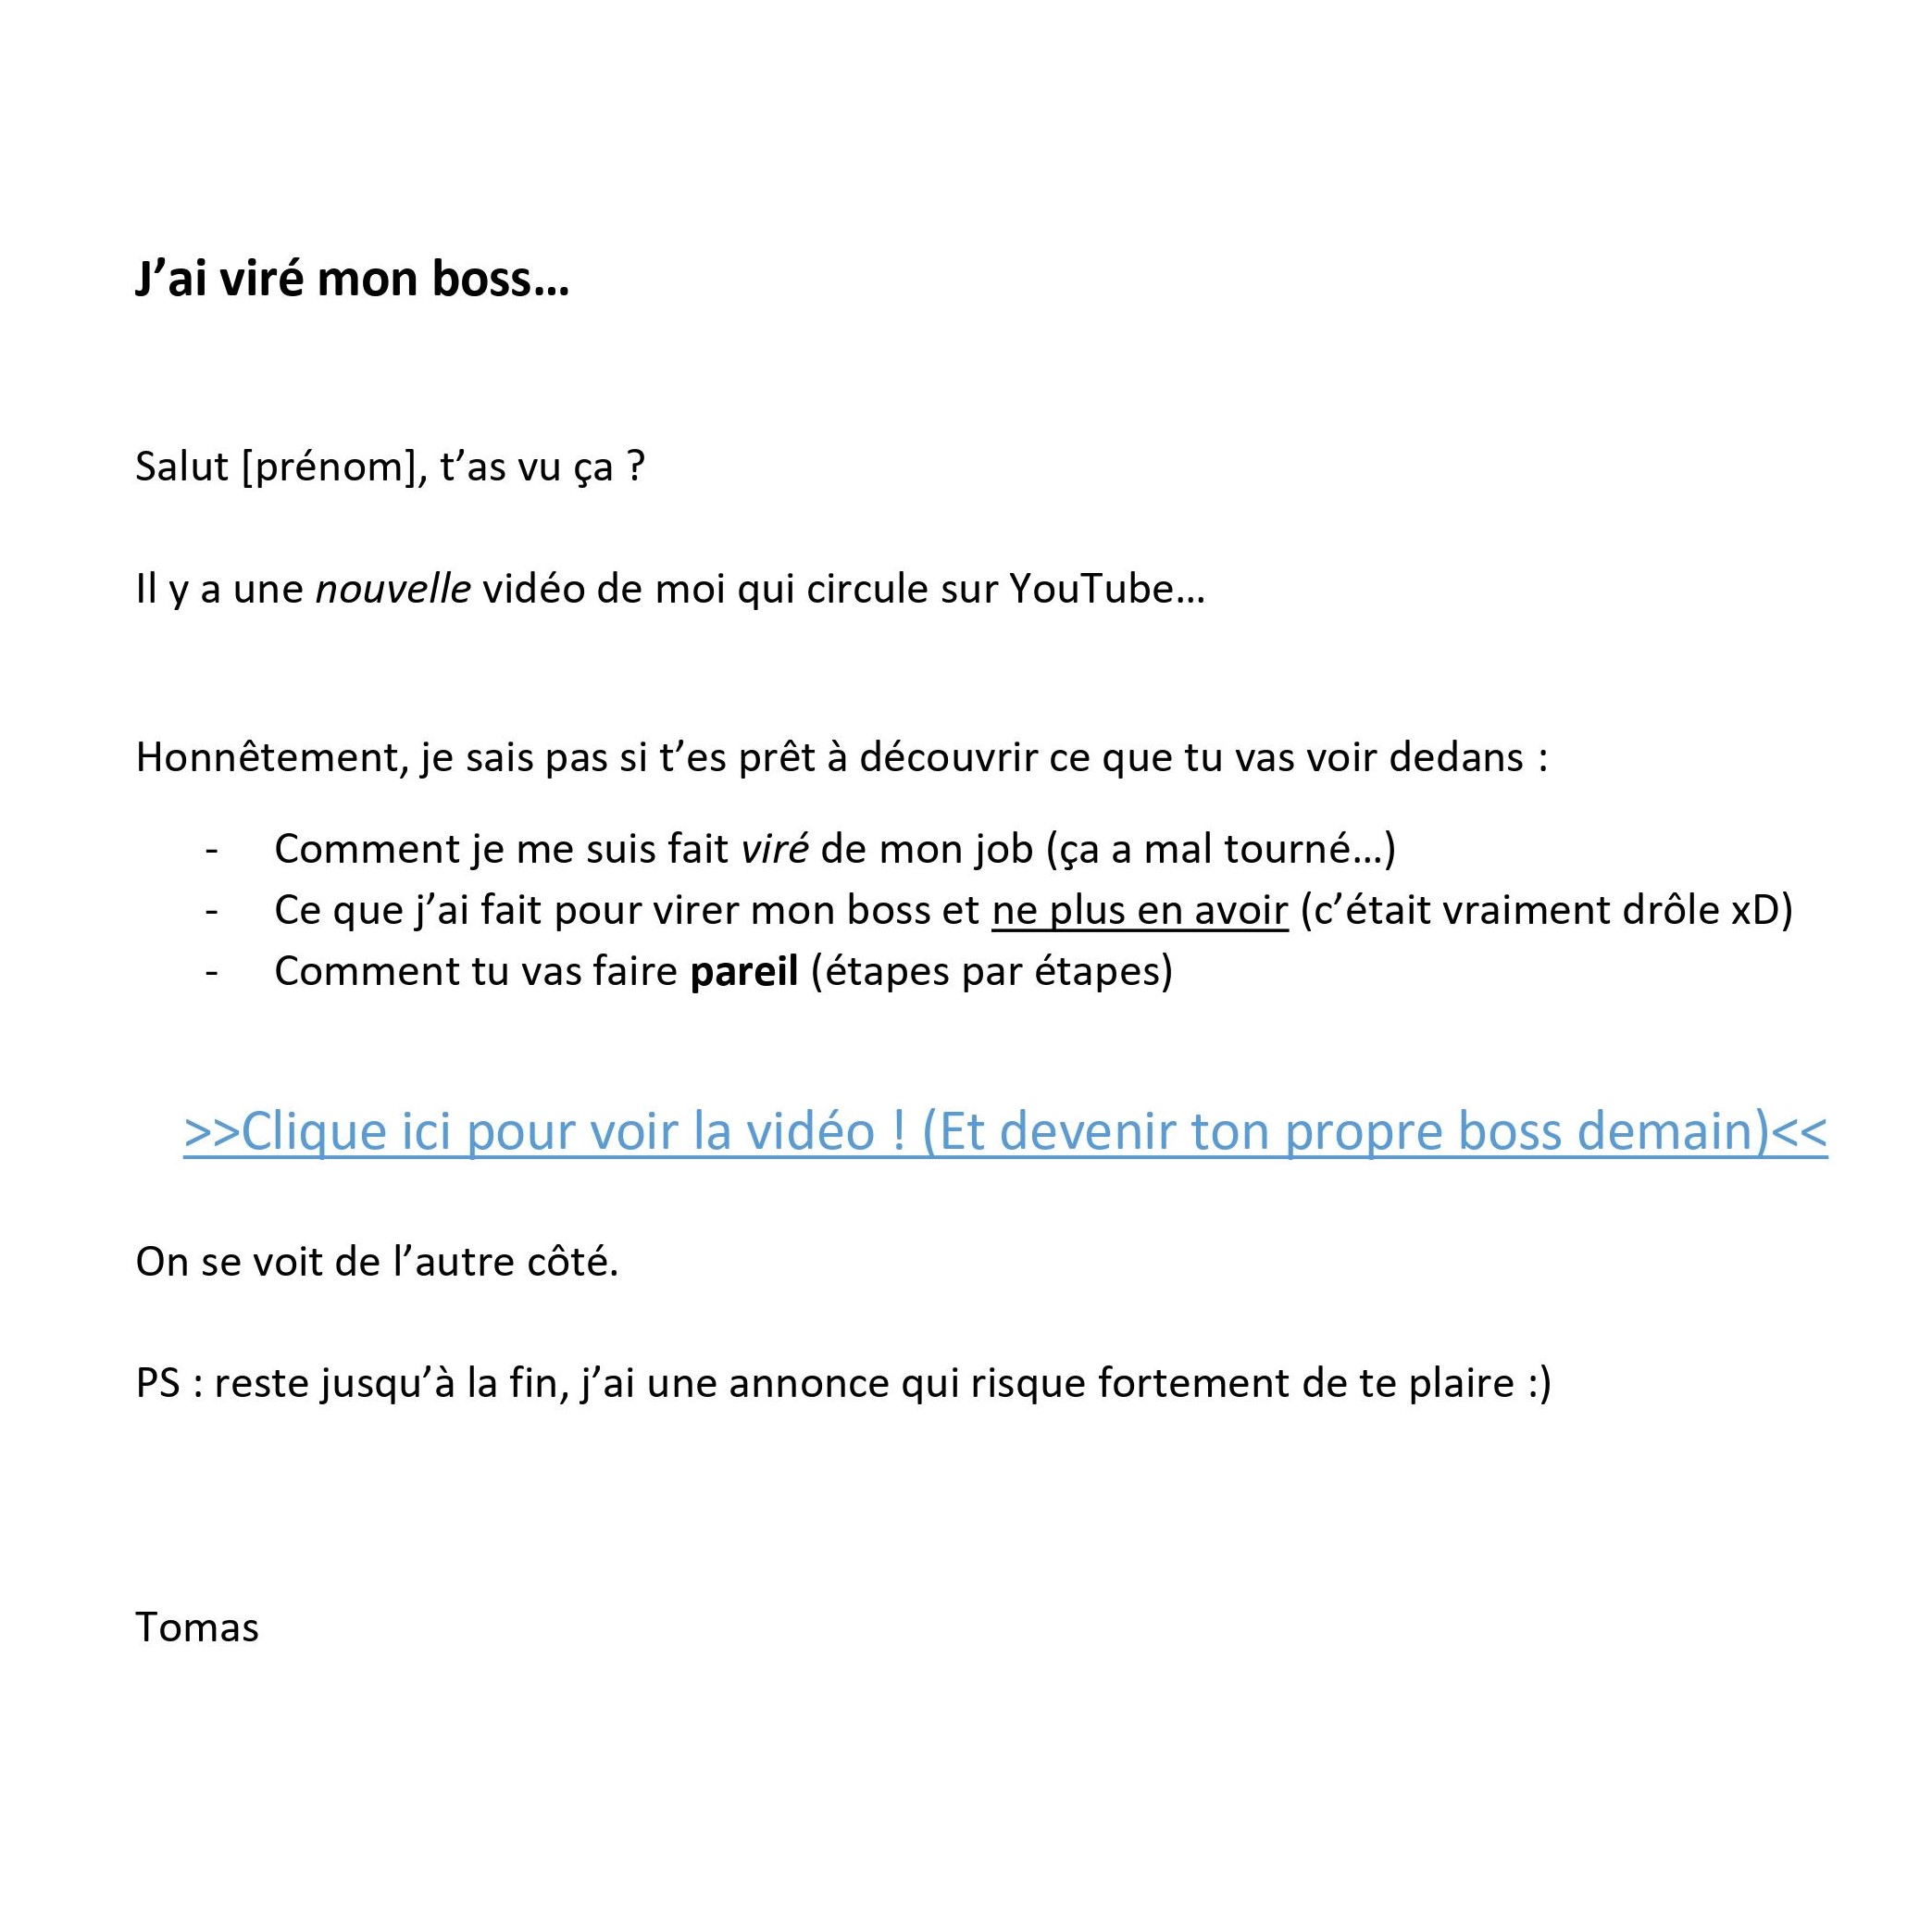 J’ai viré mon boss…
Salut [prénom], t’as vu ça ?
Il y a une nouvelle vidéo de moi qui circule sur YouTube…
Honnêtement, je sais pas si t’es prêt à découvrir ce que tu vas voir dedans :
- Comment je me suis fait viré de mon job (ça a mal tourné…)
- Ce que j’ai fait pour virer mon boss et ne plus en avoir (c’était vraiment drôle xD)
- Comment tu vas faire pareil (étapes par étapes)
>>Clique ici pour voir la vidéo ! (Et devenir ton propre boss demain)<<
On se voit de l’autre côté.
PS : reste jusqu’à la fin, j’ai une annonce qui risque fortement de te plaire :)
Tomas